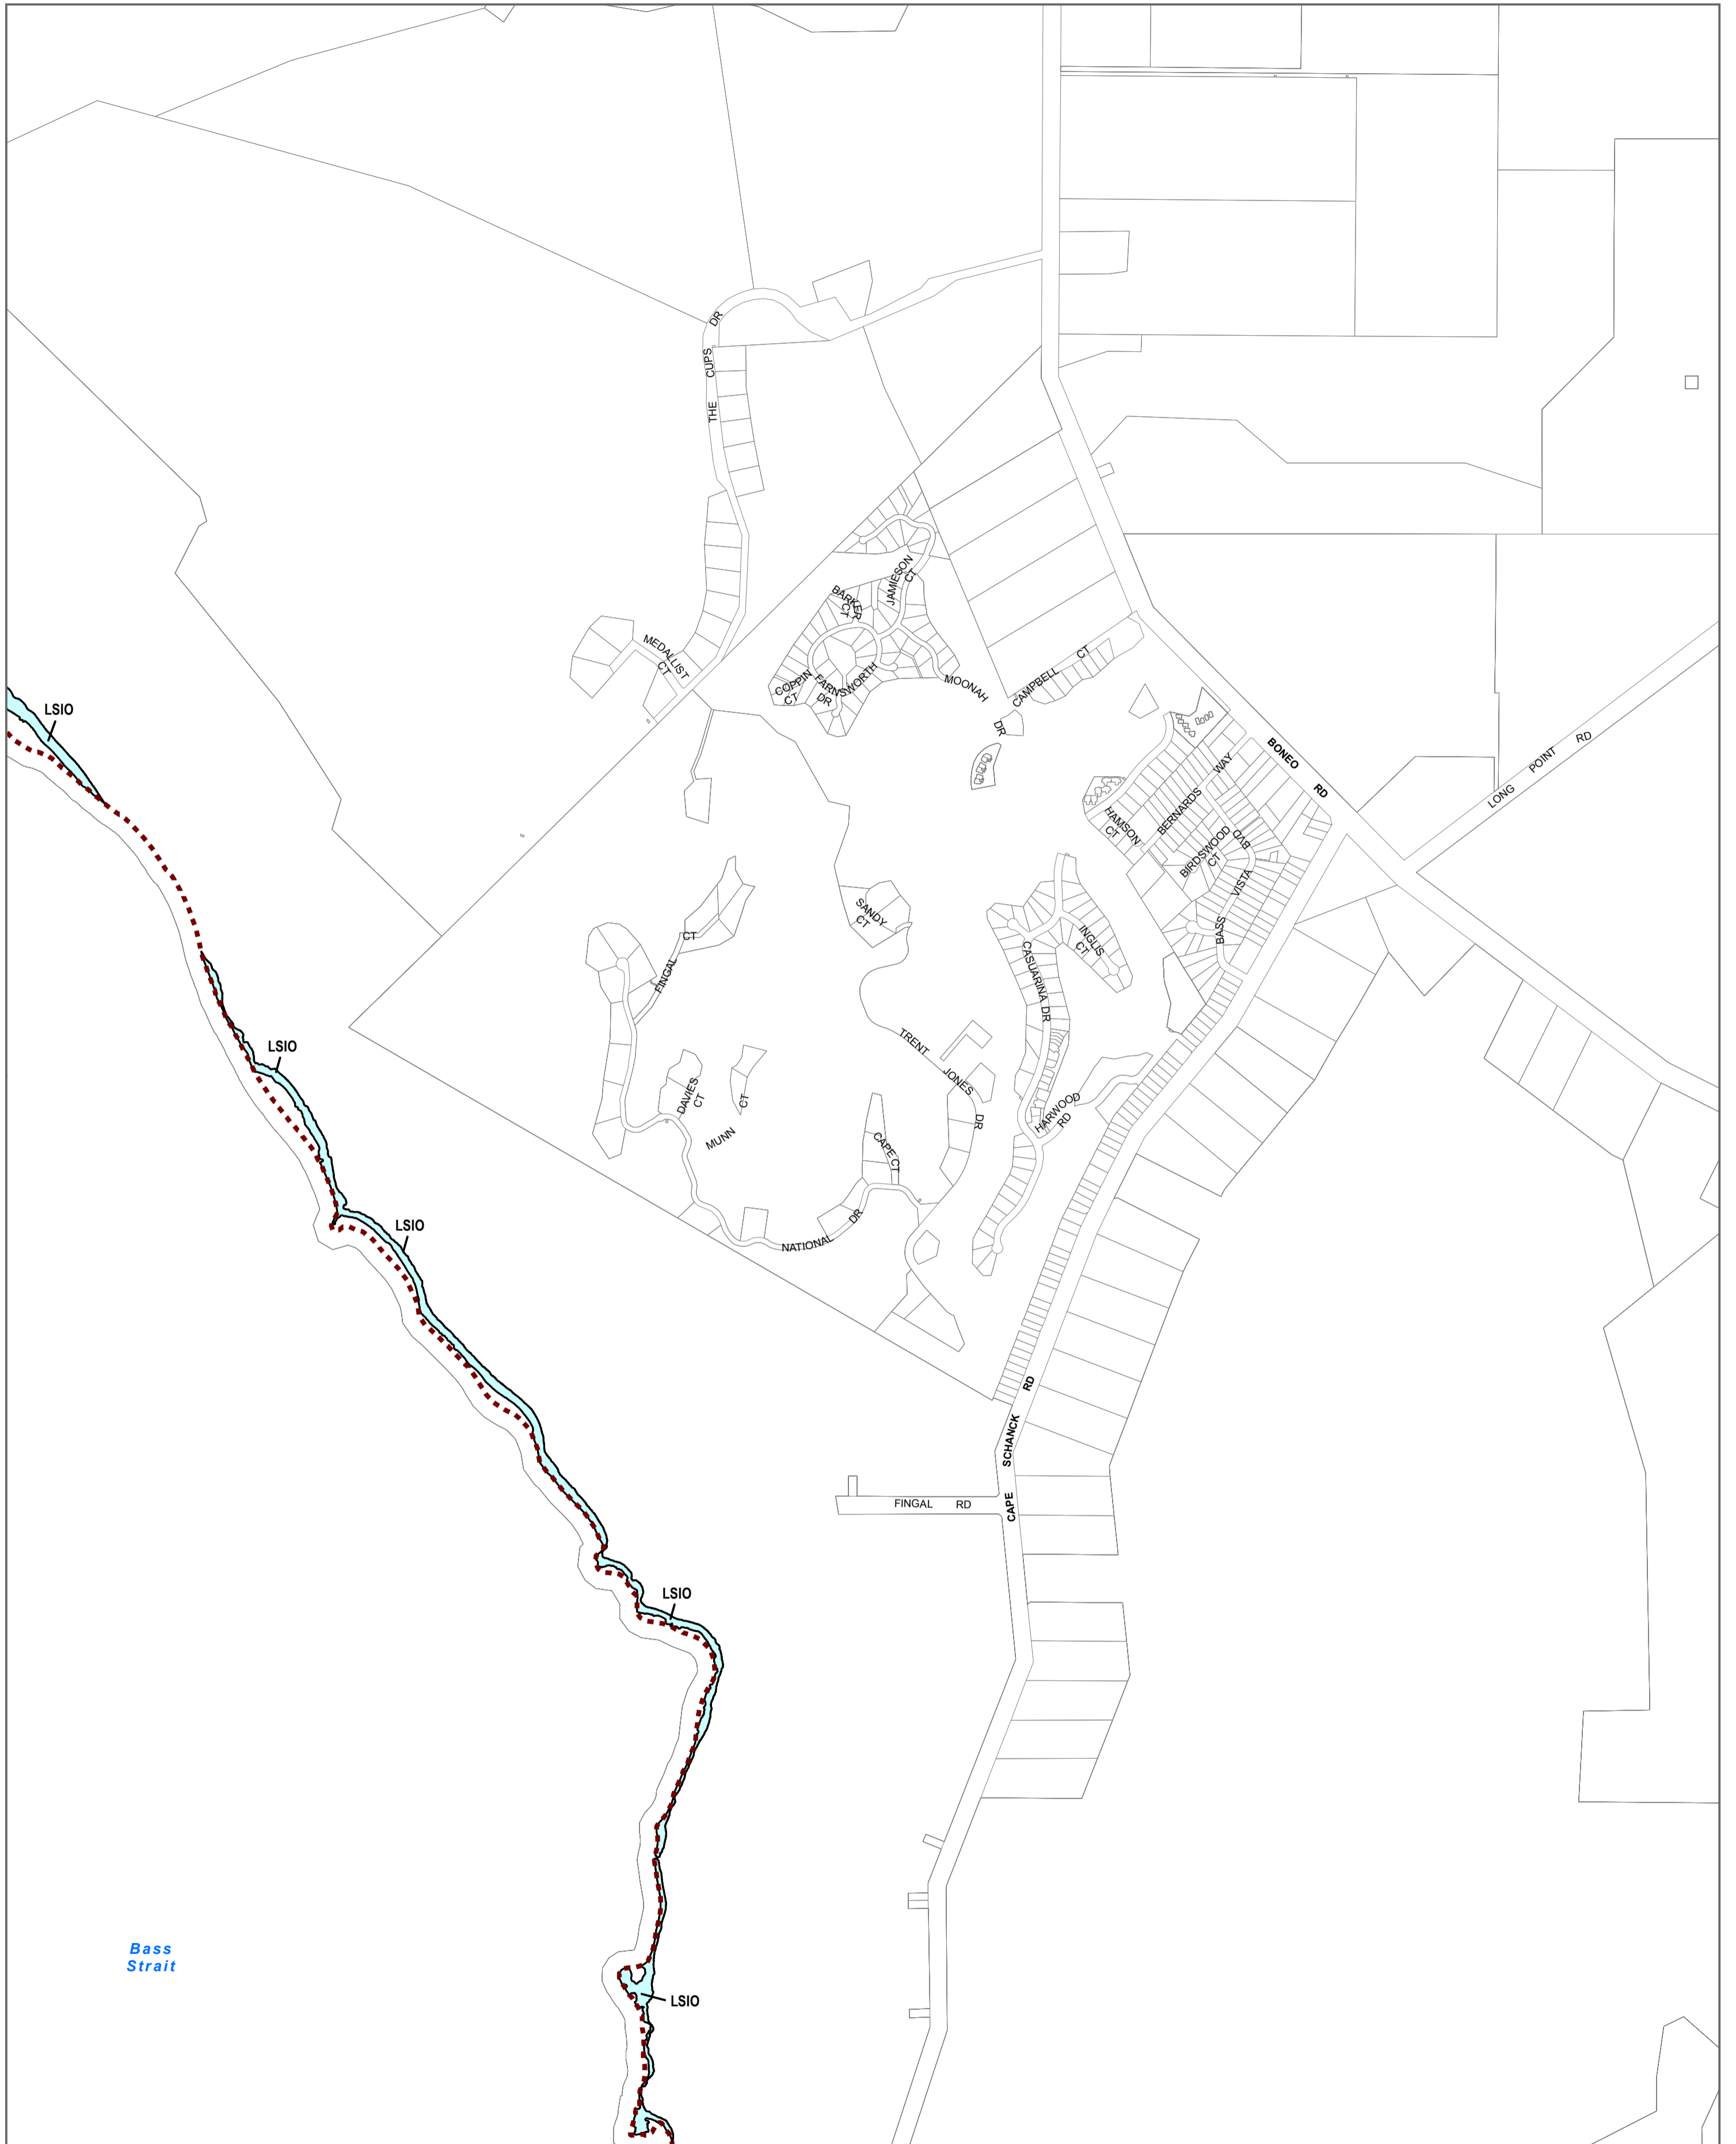 THE CUPS DR
JAMIESON
CT
BARKER
CT
MEDALLIST
CT
COPPIN
CT
FARNSWORTH
DR
MOONAH
DR
CAMPBELL CT
LSIO
BONEO RD
LONG POINT RD
WAY
BERNARDS
HAMSON
CT
BIRDSWOOD
CT
BVD
VISTA
BASS
SANDY
CT
FINGAL CT
INGLIS
CT
CASUARINA DR
LSIO
TRENT
JONES
DR
DAVIES
CT
MUNN
CT
HARWOOD
RD
CAPE CT
LSIO
NATIONAL DR
CAPE SCHANCK RD
FINGAL RD
LSIO
Bass
Strait
LSIO